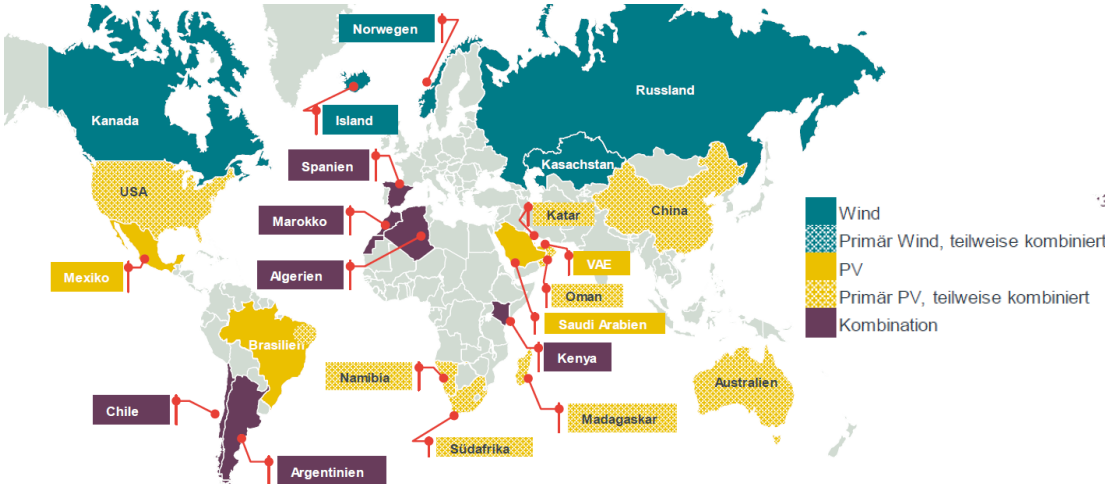 Norwegen
Russland
Kanada
Island
Spanien
Kasachstan
USA
Marokko
Katar
China
Algerien
VAE
Mexiko
Oman
Saudi Arabien
Brasilien
Kenya
Namibia
Australien
Chile
Madagaskar
Südafrika
Argentinien
Wind
Primär Wind, teilweise kombiniert
PV
Primär PV, teilweise kombiniert
Kombination